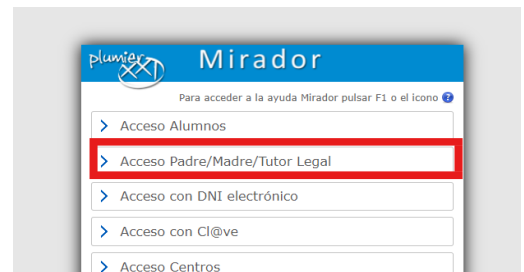 plumier XXI
Mirador
Para acceder a la ayuda Mirador pulsar F1 o el icono ?
Acceso Alumnos
Acceso Padre/Madre/Tutor Legal
Acceso con DNI electrónico
Acceso con Cl@ve
Acceso Centros